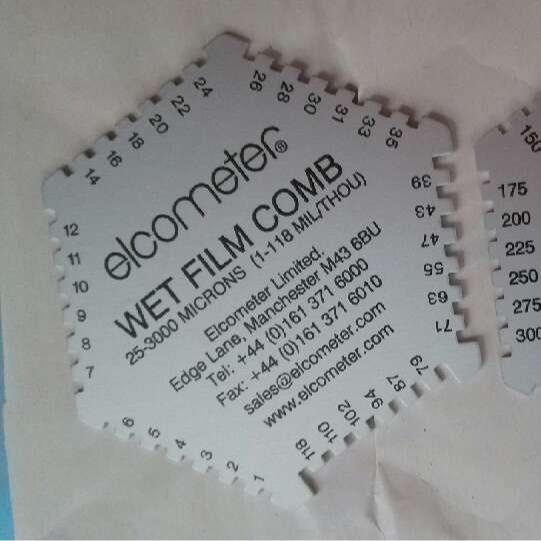 elcometer®
WET FILM COMB
25-3000 MICRONS (1-118 MIL/THOU)
Elcometer Limited.
Edge Lane, Manchester M43 6BU
Tel: +44 (0)161 371 6000
Fax: +44 (0)161 371 6010
sales@elcometer.com
www.elcometer.com
1 2 3 4 5 6
7 8 9 10 11 12
14 16 18 20 22 24
26 28 30 31 33 35
39 43 47 55 63 71
79 87 94 102 110 118
150
175
200
225
250
275
300